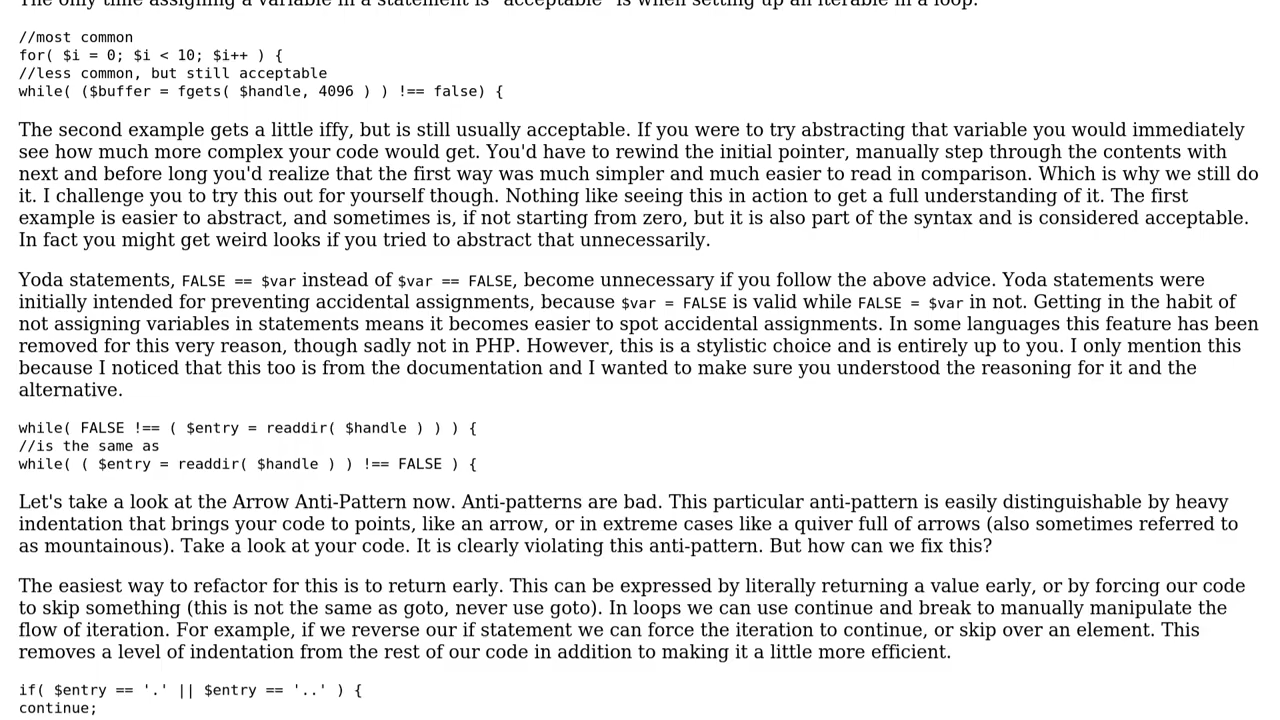 The only time assigning a variable in a statement is "acceptable" is when setting up an iterable in a loop.
//most common
for( $i = 0; $i < 10; $i++ ) {
//less common, but still acceptable
while( ($buffer = fgets( $handle, 4096 ) ) !== false) {
The second example gets a little iffy, but is still usually acceptable. If you were to try abstracting that variable you would immediately
see how much more complex your code would get. You'd have to rewind the initial pointer, manually step through the contents with
next and before long you'd realize that the first way was much simpler and much easier to read in comparison. Which is why we still do
it. I challenge you to try this out for yourself though. Nothing like seeing this in action to get a full understanding of it. The first
example is easier to abstract, and sometimes is, if not starting from zero, but it is also part of the syntax and is considered acceptable.
In fact you might get weird looks if you tried to abstract that unnecessarily.
Yoda statements, FALSE == $var instead of $var == FALSE, become unnecessary if you follow the above advice. Yoda statements were
initially intended for preventing accidental assignments, because $var = FALSE is valid while FALSE = $var in not. Getting in the habit of
not assigning variables in statements means it becomes easier to spot accidental assignments. In some languages this feature has been
removed for this very reason, though sadly not in PHP. However, this is a stylistic choice and is entirely up to you. I only mention this
because I noticed that this too is from the documentation and I wanted to make sure you understood the reasoning for it and the
alternative.
while( FALSE !== ( $entry = readdir( $handle ) ) ) {
//is the same as
while( ( $entry = readdir( $handle ) ) !== FALSE ) {
Let's take a look at the Arrow Anti-Pattern now. Anti-patterns are bad. This particular anti-pattern is easily distinguishable by heavy
indentation that brings your code to points, like an arrow, or in extreme cases like a quiver full of arrows (also sometimes referred to
as mountainous). Take a look at your code. It is clearly violating this anti-pattern. But how can we fix this?
The easiest way to refactor for this is to return early. This can be expressed by literally returning a value early, or by forcing our code
to skip something (this is not the same as goto, never use goto). In loops we can use continue and break to manually manipulate the
flow of iteration. For example, if we reverse our if statement we can force the iteration to continue, or skip over an element. This
removes a level of indentation from the rest of our code in addition to making it a little more efficient.
if( $entry == '.' || $entry == '..' ) {
continue;